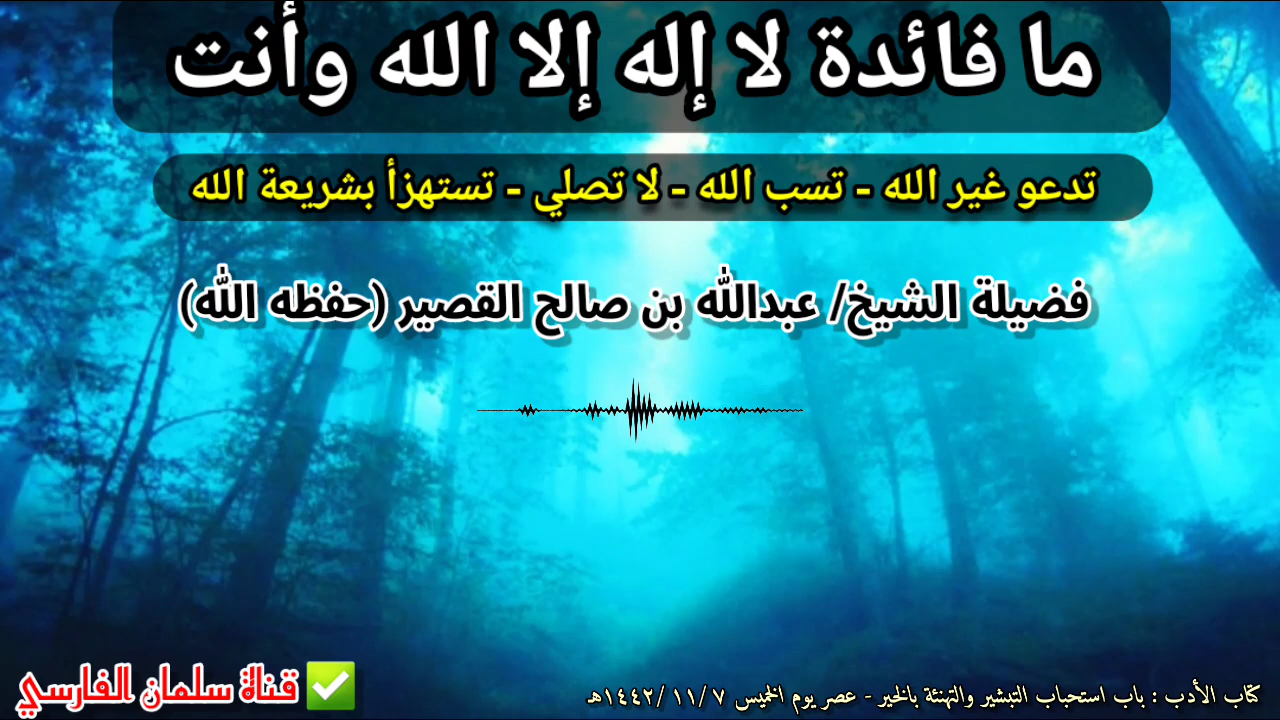 ما فائدة لا إله إلا الله وأنت
تدعو غير الله - تسب الله - لا تصلي - تستهزأ بشريعة الله
فضيلة الشيخ/ عبدالله بن صالح القصير (حفظه الله)
كتاب الأدب : باب استحباب التبشير والتهنئة بالخير - عصر يوم الخميس ٧ / ١١ / ١٤٤٢هـ
✅ قناة سلمان الفارسي